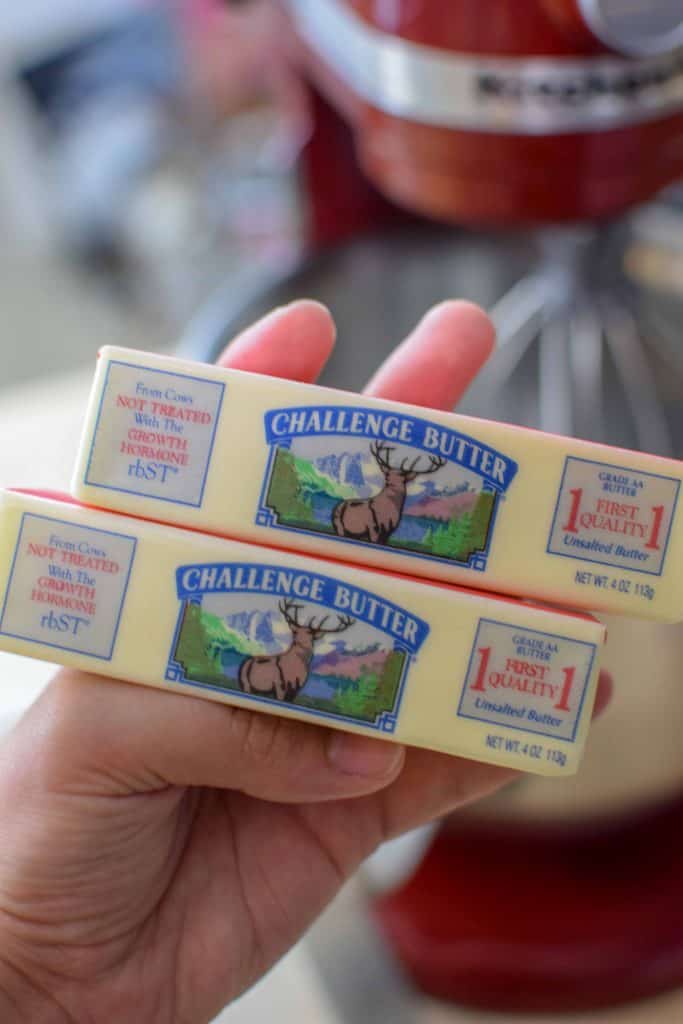 From Cows
NOT TREATED
With The
GROWTH
HORMONE
rbST*
CHALLENGE BUTTER
GRADE AA
BUTTER
1 FIRST QUALITY 1
Unsalted Butter
NET WT. 4 OZ 113g
From Cows
NOT TREATED
With The
GROWTH
HORMONE
rbST*
CHALLENGE BUTTER
GRADE AA
BUTTER
1 FIRST QUALITY 1
Unsalted Butter
NET WT. 4 OZ 113g